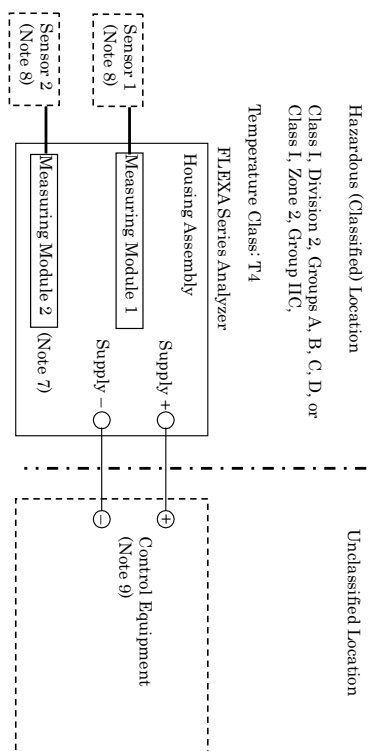 Hazardous (Classified) Location
Unclassified Location
Class I, Division 2, Groups A, B, C, D, or
Class I, Zone 2, Group IIC,
Temperature Class: T4
FLEXA Series Analyzer
Housing Assembly
Sensor 1
(Note 8)
Measuring Module 1
Supply +
+
Control Equipment
(Note 9)
Sensor 2
(Note 8)
Measuring Module 2
(Note 7)
Supply –
–